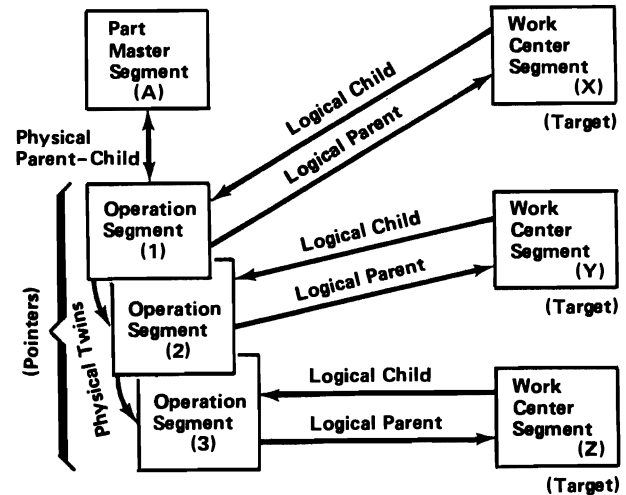 Part
Master
Segment
(A)
Physical
Parent-Child
Operation
Segment
(1)
Operation
Segment
(2)
Operation
Segment
(3)
(Pointers)
Physical Twins
Logical Child
Logical Parent
Logical Child
Logical Parent
Logical Child
Logical Parent
Work
Center
Segment
(X)
(Target)
Work
Center
Segment
(Y)
(Target)
Work
Center
Segment
(Z)
(Target)